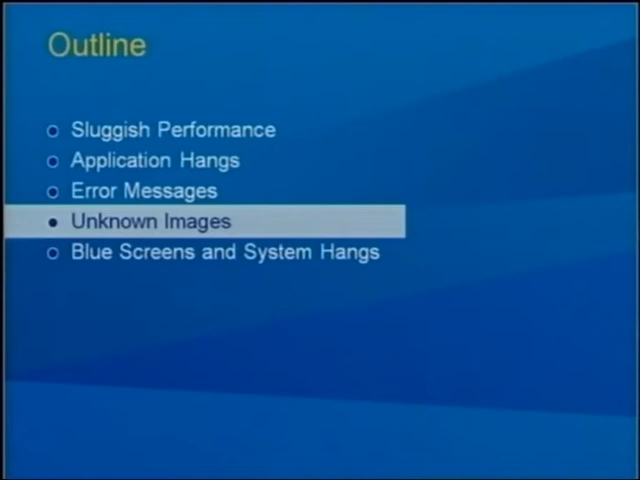 Outline
Sluggish Performance
Application Hangs
Error Messages
Unknown Images
Blue Screens and System Hangs